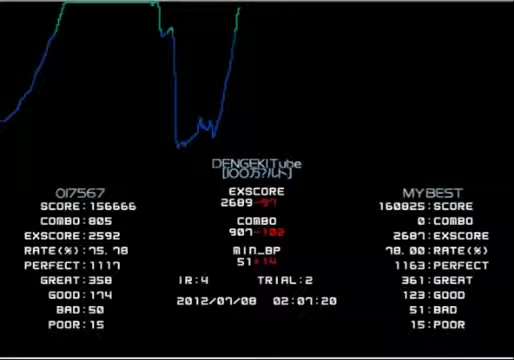 DENGEKITube
[100万?ルト]
017567
SCORE:156666
COMBO:805
EXSCORE:2592
RATE(%):75.78
PERFECT:1117
GREAT:358
GOOD:174
BAD:50
POOR:15
EXSCORE
2689-97
COMBO
907-102
MIN_BP
51+14
IR:4 TRIAL:2
2012/07/08 02:07:20
MYBEST
160825:SCORE
0:COMBO
2687:EXSCORE
78.00:RATE(%)
1163:PERFECT
361:GREAT
123:GOOD
51:BAD
15:POOR